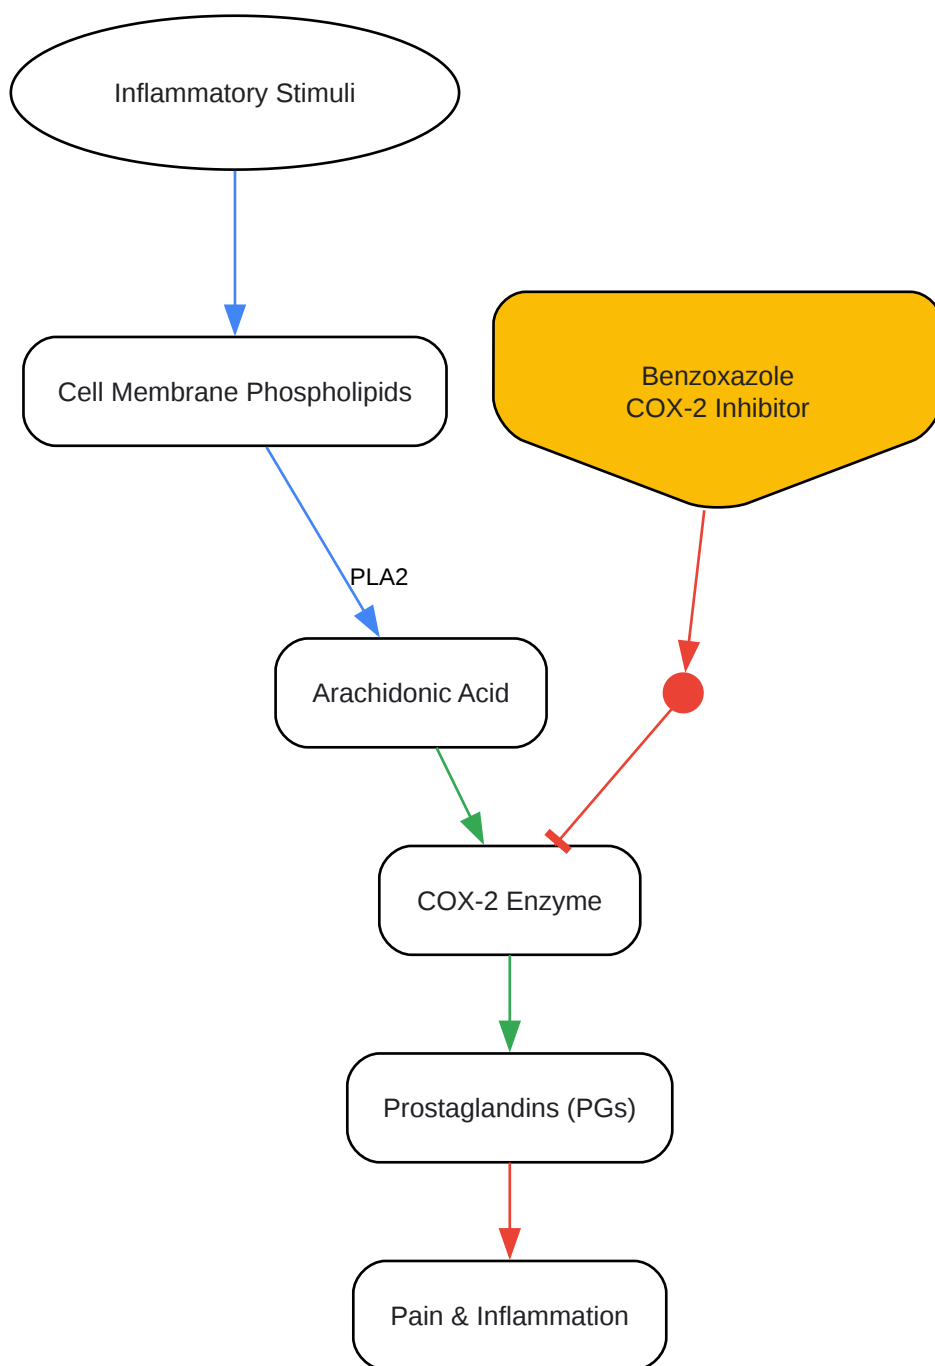 Inflammatory Stimuli
Cell Membrane Phospholipids
Benzoxazole
COX-2 Inhibitor
PLA2
Arachidonic Acid
COX-2 Enzyme
Prostaglandins (PGs)
Pain & Inflammation